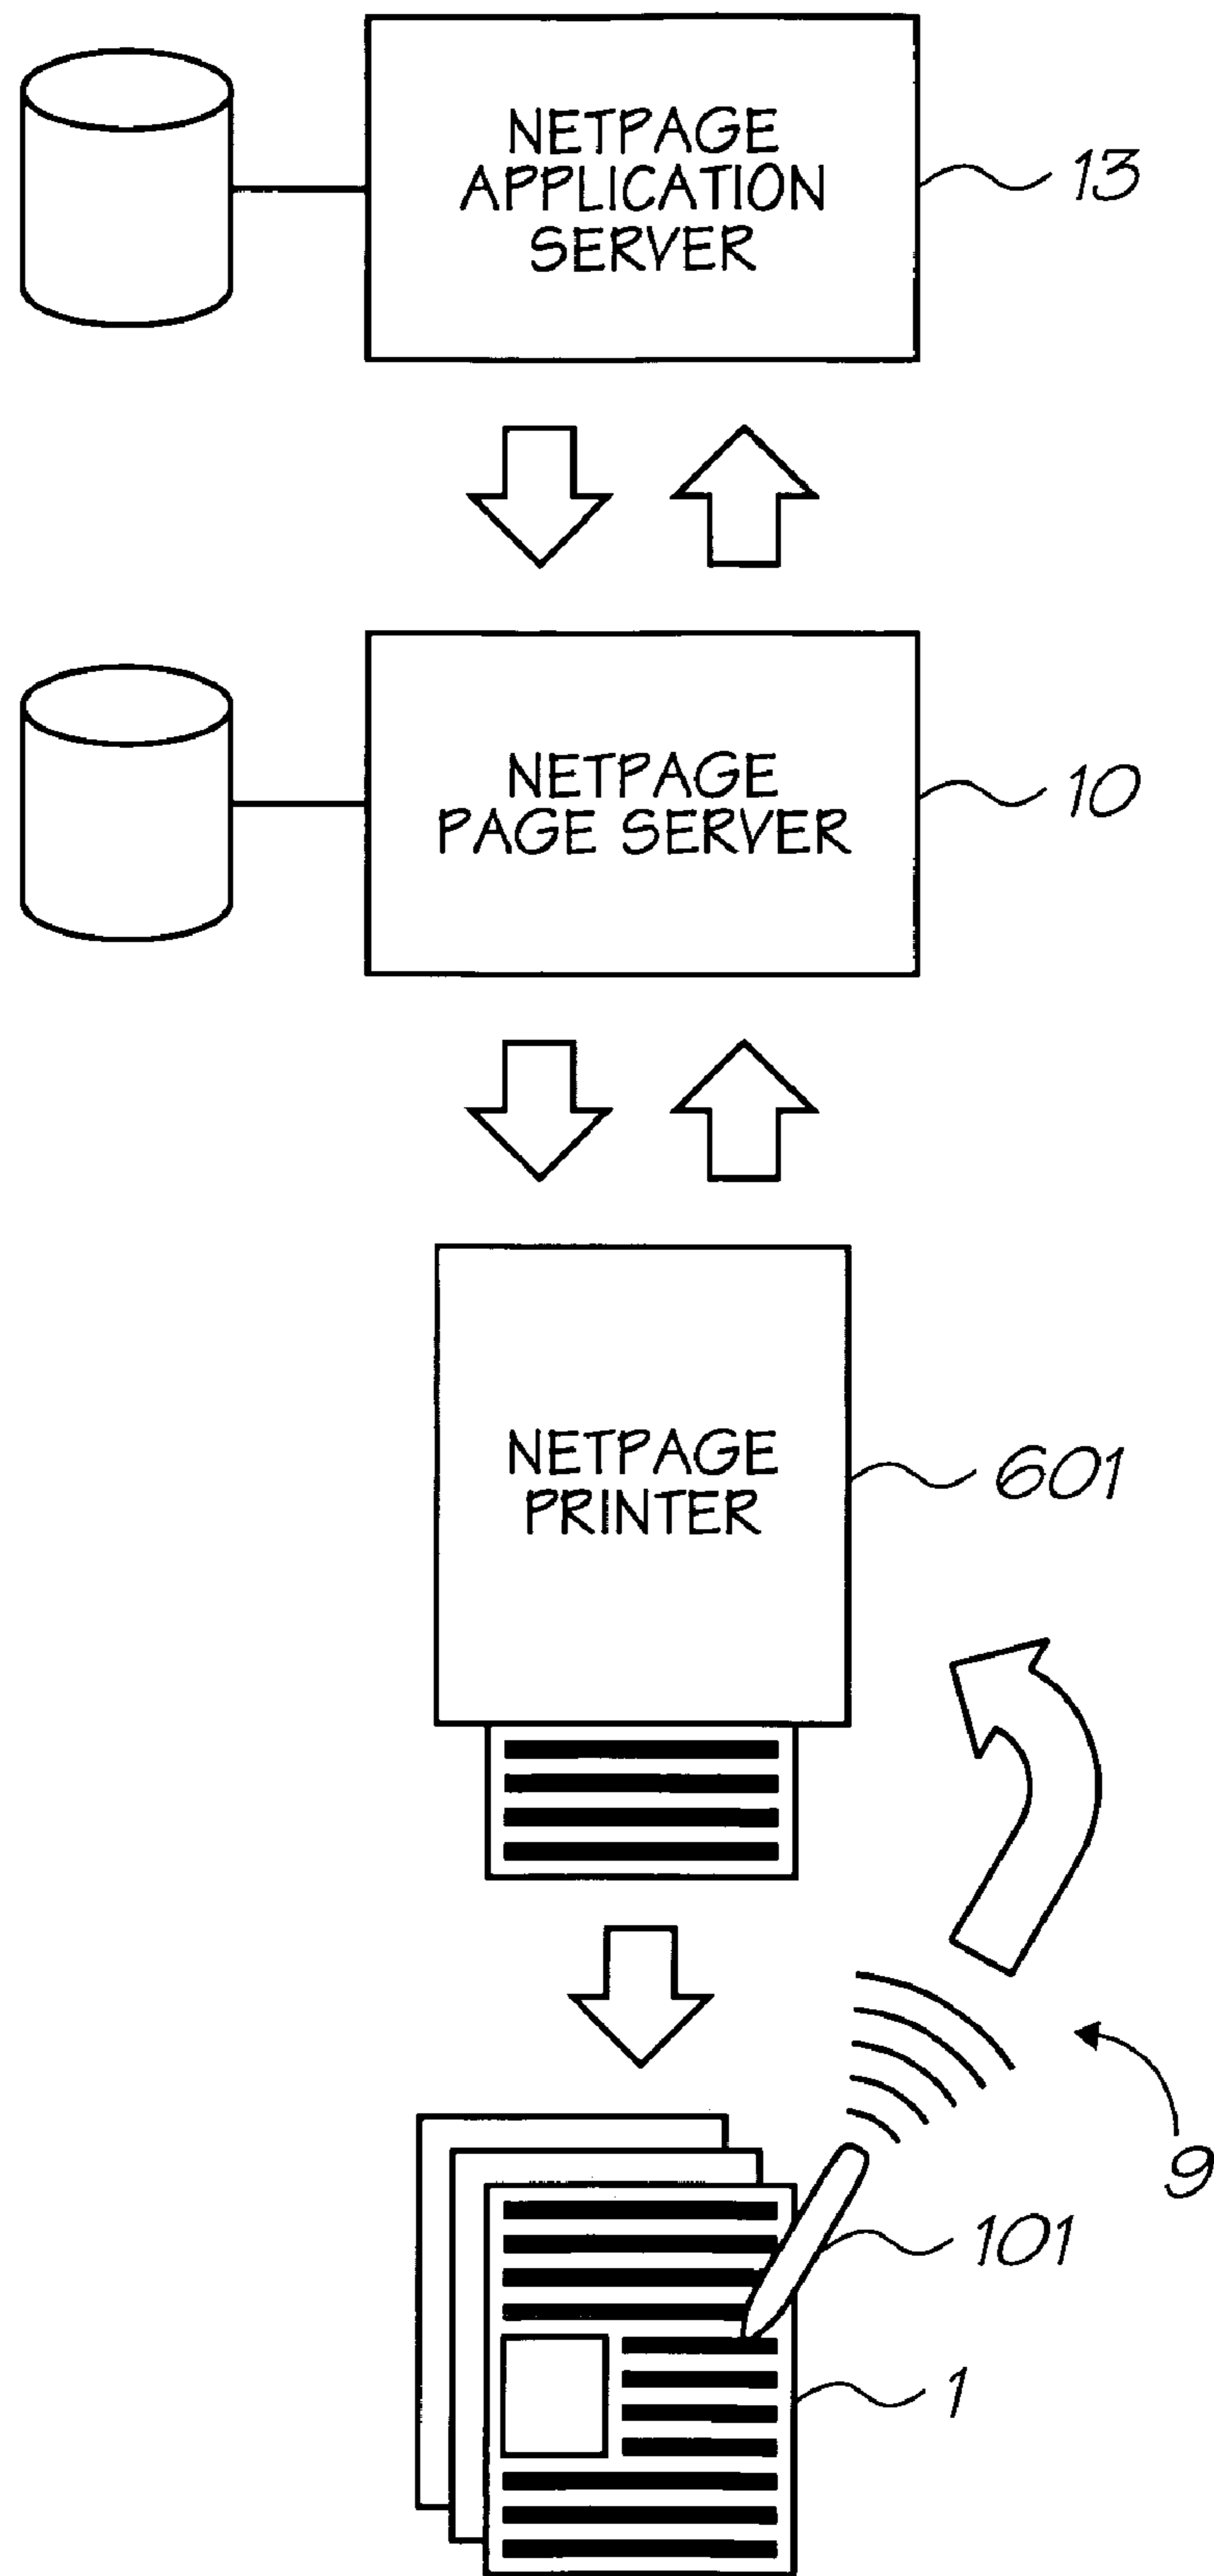 NETPAGE
APPLICATION
SERVER
13
NETPAGE
PAGE SERVER
10
NETPAGE
PRINTER
601
9
101
1